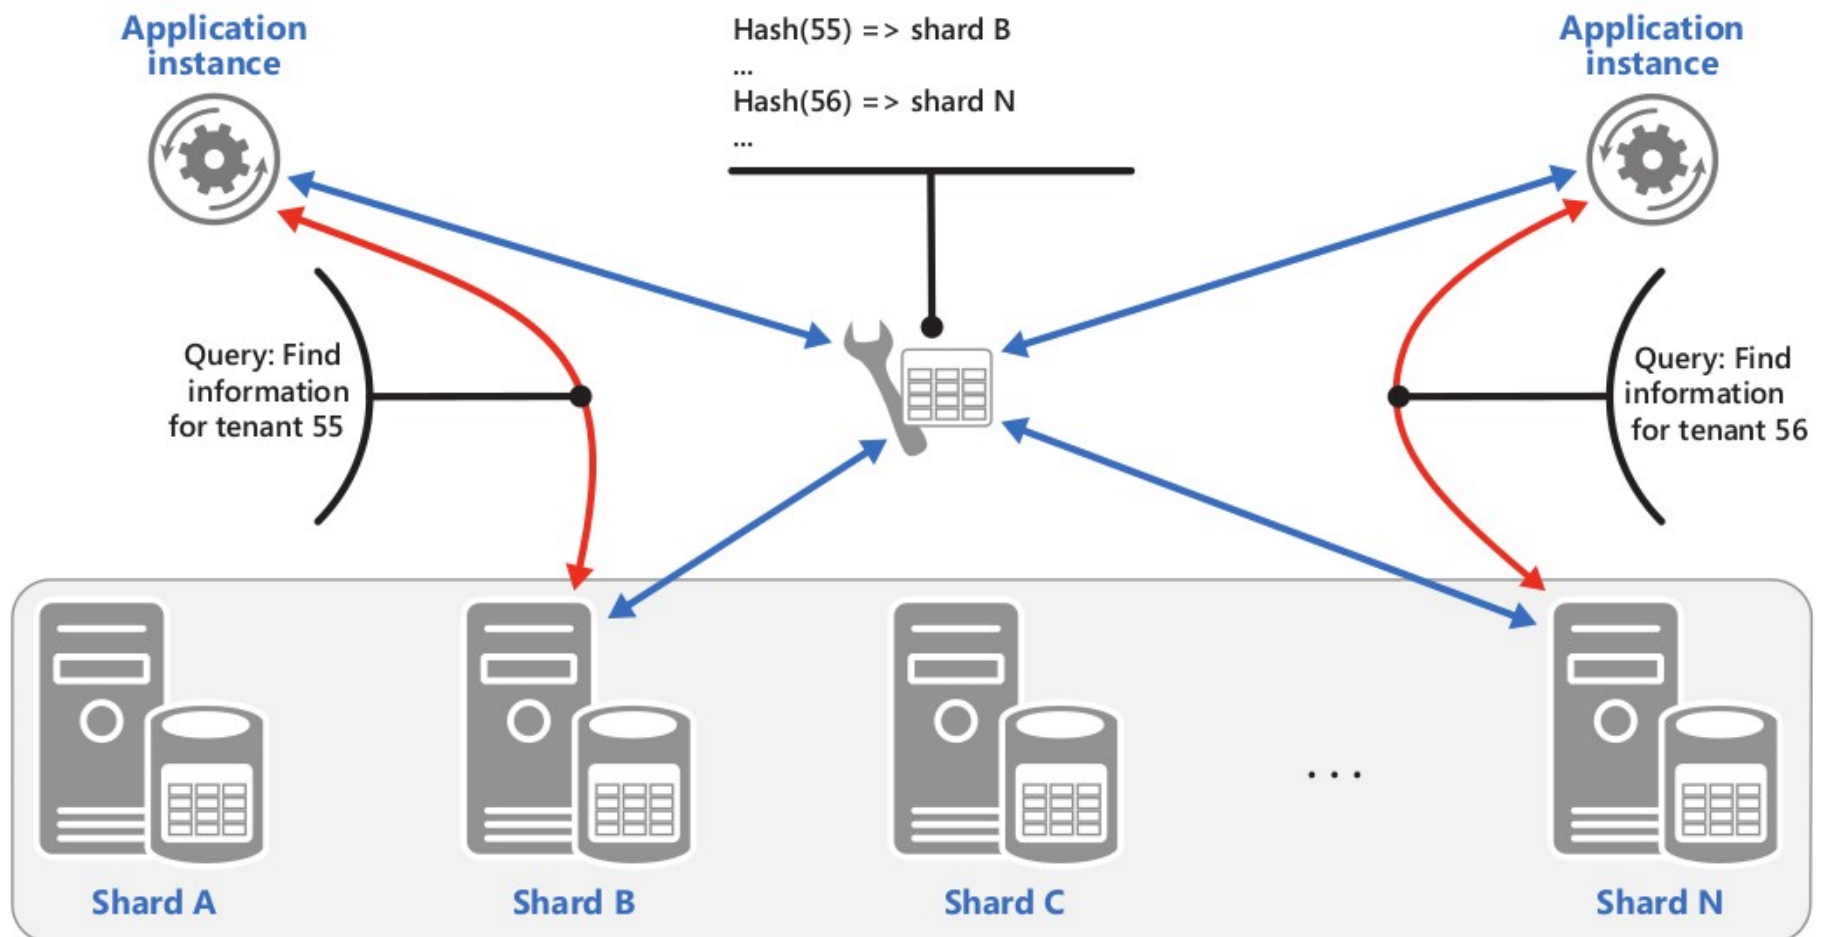 Application
instance
Hash(55) => shard B
...
Hash(56) => shard N
...
Application
instance
Query: Find
information
for tenant 55
Query: Find
information
for tenant 56
...
Shard A
Shard B
Shard C
Shard N